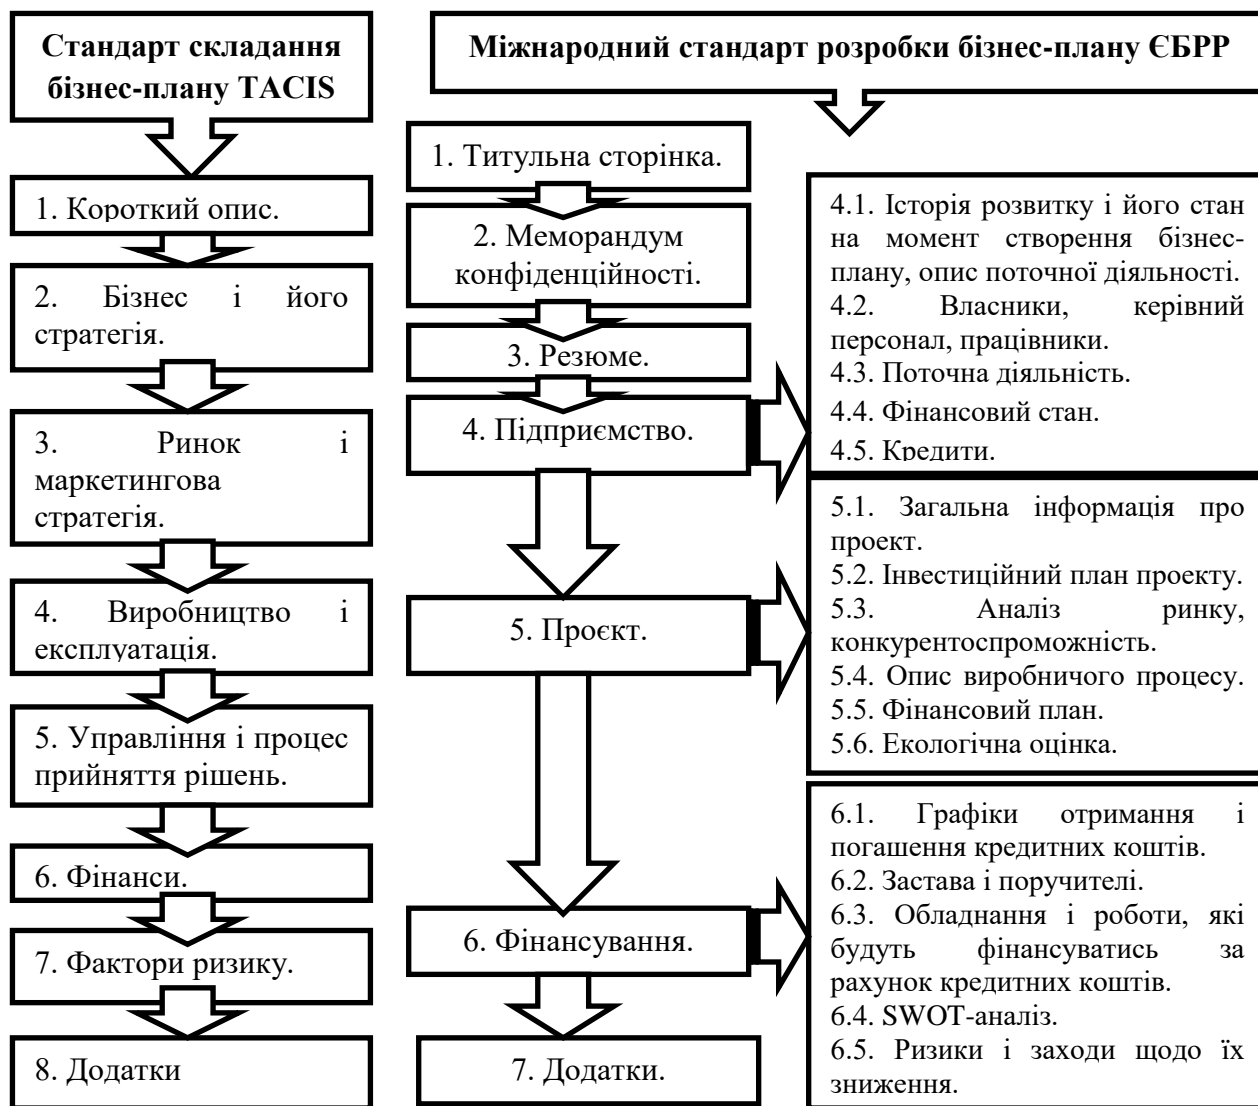 Стандарт складання
бізнес-плану TACIS
1. Короткий опис.
2. Бізнес і його
стратегія.
3. Ринок і
маркетингова
стратегія.
4. Виробництво і
експлуатація.
5. Управління і процес
прийняття рішень.
6. Фінанси.
7. Фактори ризику.
8. Додатки
Міжнародний стандарт розробки бізнес-плану ЄБРР
1. Титульна сторінка.
2. Меморандум
конфіденційності.
3. Резюме.
4. Підприємство.
5. Проєкт.
6. Фінансування.
7. Додатки.
4.1. Історія розвитку і його стан
на момент створення бізнес-
плану, опис поточної діяльності.
4.2. Власники, керівний
персонал, працівники.
4.3. Поточна діяльність.
4.4. Фінансовий стан.
4.5. Кредити.
5.1. Загальна інформація про
проект.
5.2. Інвестиційний план проекту.
5.3. Аналіз ринку,
конкурентоспроможність.
5.4. Опис виробничого процесу.
5.5. Фінансовий план.
5.6. Екологічна оцінка.
6.1. Графіки отримання і
погашення кредитних коштів.
6.2. Застава і поручителі.
6.3. Обладнання і роботи, які
будуть фінансуватись за
рахунок кредитних коштів.
6.4. SWOT-аналіз.
6.5. Ризики і заходи щодо їх
зниження.